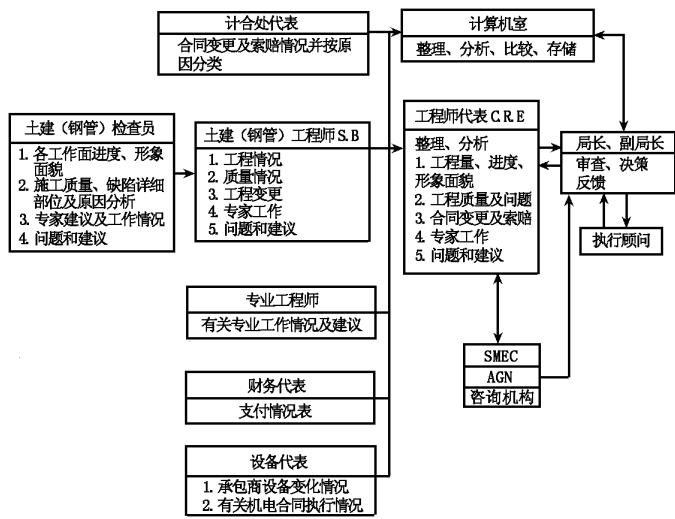 计合处代表
合同变更及索赔情况并按原
因分类
计算机室
整理、分析、比较、存储
土建（钢管）检查员
1. 各工作面进度、形象
面貌
2. 施工质量、缺陷详细
部位及原因分析
3. 专家建议及工作情况
4. 问题和建议
土建（钢管）工程师S.B
1. 工程情况
2. 质量情况
3. 工程变更
4. 专家工作
5. 问题和建议
工程师代表C.R.E
整理、分析
1. 工程量、进度、
形象面貌
2. 工程质量及问题
3. 合同变更及索赔
4. 专家工作
5. 问题和建议
局长、副局长
审查、决策
反馈
执行顾问
专业工程师
有关专业工作情况及建议
SMEC
AGN
咨询机构
财务代表
支付情况表
设备代表
1. 承包商设备变化情况
2. 有关机电合同执行情况